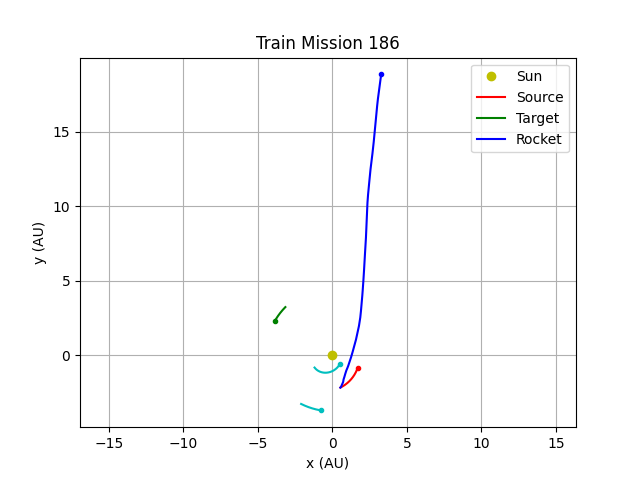 Train Mission 186
Sun
Source
Target
Rocket
y (AU)
15
10
5
0
−15
−10
−5
0
5
10
15
x (AU)